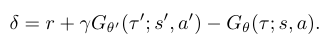 δ = r + γG_{θ′}(τ′; s′, a′) − G_θ(τ; s, a).